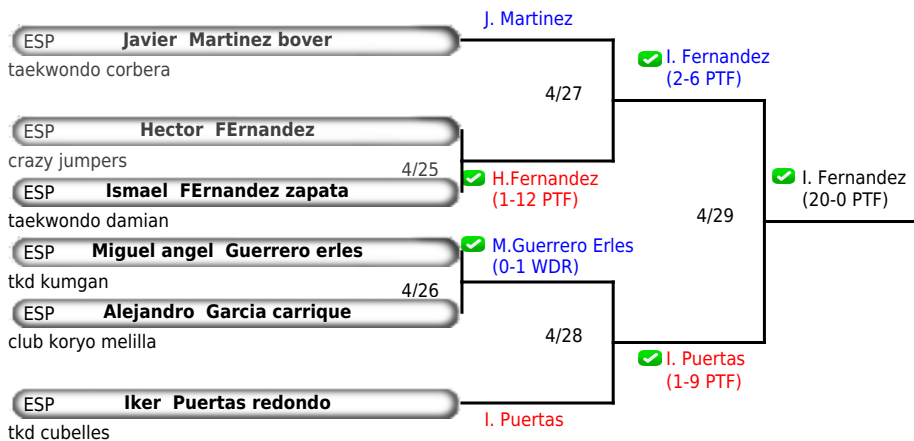 J. Martinez
ESP Javier Martinez bover
taekwondo corbera
I. Fernandez
(2-6 PTF)
4/27
ESP Hector FErnandez
crazy jumpers
4/25
H.Fernandez
(1-12 PTF)
ESP Ismael FErnandez zapata
taekwondo damian
I. Fernandez
(20-0 PTF)
4/29
ESP Miguel angel Guerrero erles
tkd kumgan
M.Guerrero Erles
(0-1 WDR)
4/26
ESP Alejandro Garcia carrique
club koryo melilla
4/28
I. Puertas
(1-9 PTF)
ESP Iker Puertas redondo
tkd cubelles
I. Puertas